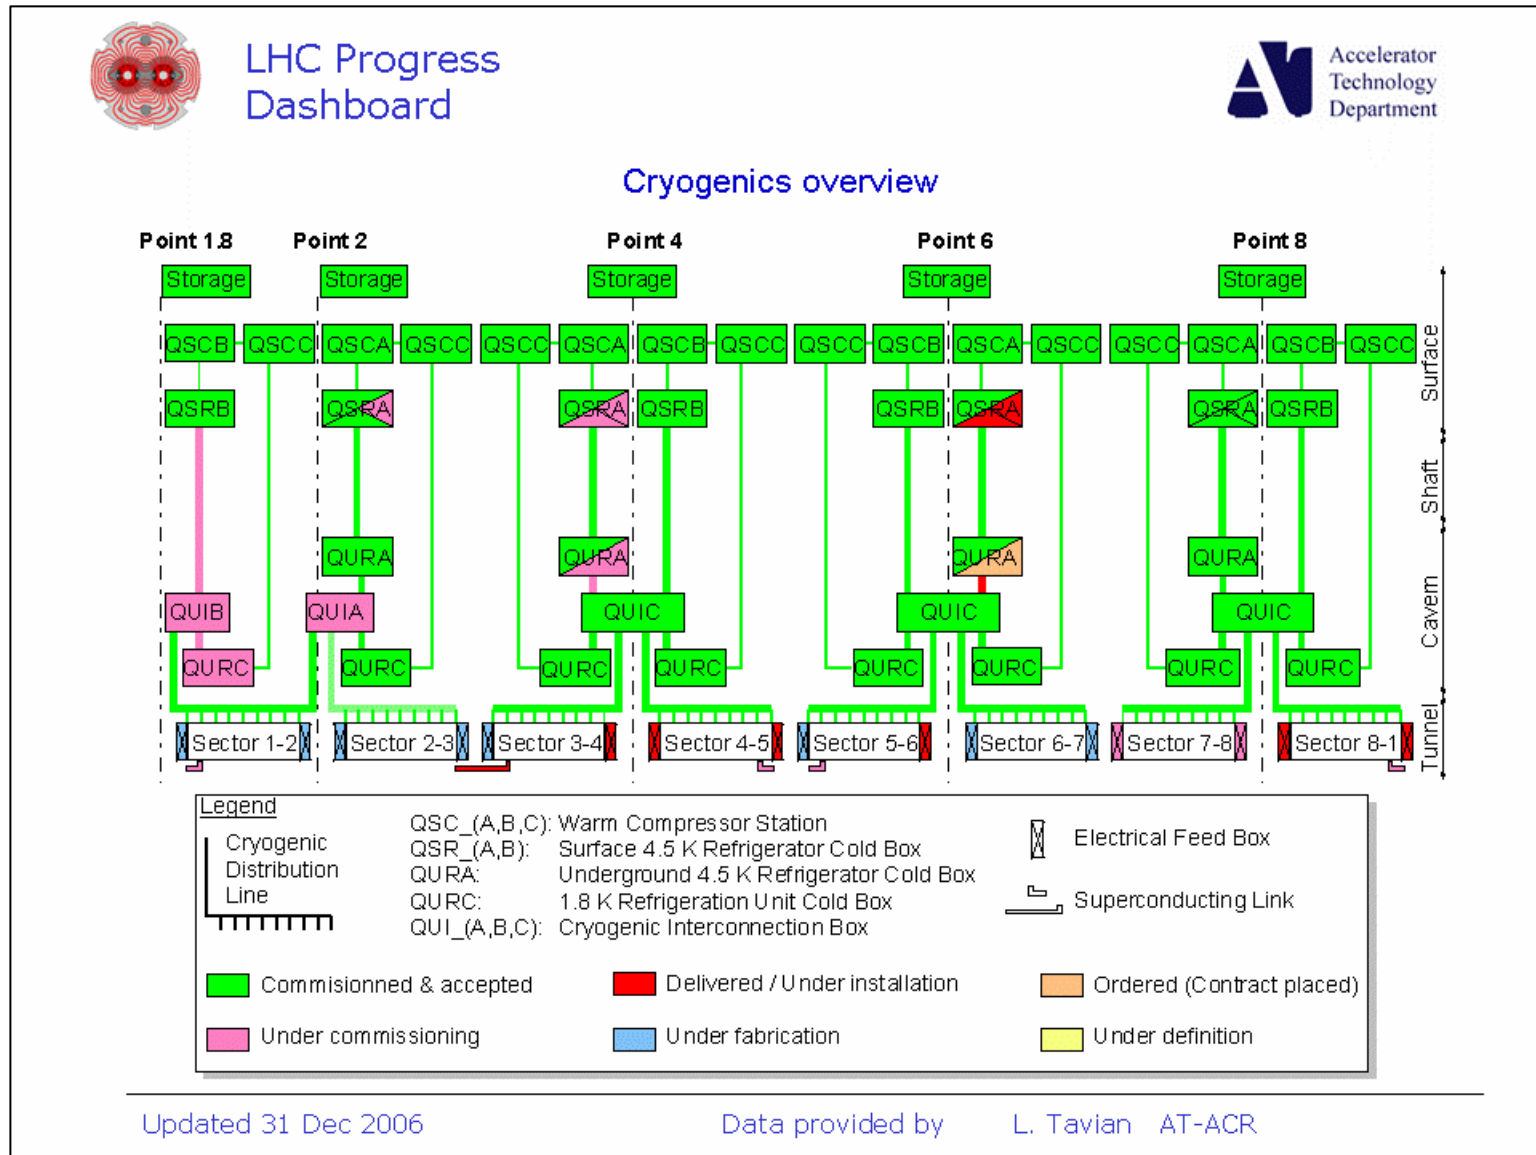 LHC Progress
Dashboard
Accelerator
Technology
Department
Cryogenics overview
Point 1.8 Point 2 Point 4 Point 6 Point 8
Storage Storage Storage Storage Storage
QSCB QSCC QSCA QSCC QSCC QSCA QSCB QSCC QSCC QSCB QSCA QSCC QSCC QSCA QSCB QSCC
Surface
QSRB QSRA QSRA QSRB QSRB QSRA QSRA QSRB
Shaft
QURA QURA QURA QURA
QUIB QUIA QUIC QUIC QUIC
Cavern
QURC QURC QURC QURC QURC QURC QURC QURC
Sector 1-2 Sector 2-3 Sector 3-4 Sector 4-5 Sector 5-6 Sector 6-7 Sector 7-8 Sector 8-1
Tunnel
Legend
Cryogenic
Distribution
Line
QSC_(A,B,C): Warm Compressor Station
QSR_(A,B): Surface 4.5 K Refrigerator Cold Box
QURA: Underground 4.5 K Refrigerator Cold Box
QURC: 1.8 K Refrigeration Unit Cold Box
QUI_(A,B,C): Cryogenic Interconnection Box
Electrical Feed Box
Superconducting Link
Commisionned & accepted Delivered / Under installation Ordered (Contract placed)
Under commissioning Under fabrication Under definition
Updated 31 Dec 2006 Data provided by L. Tavian AT-ACR